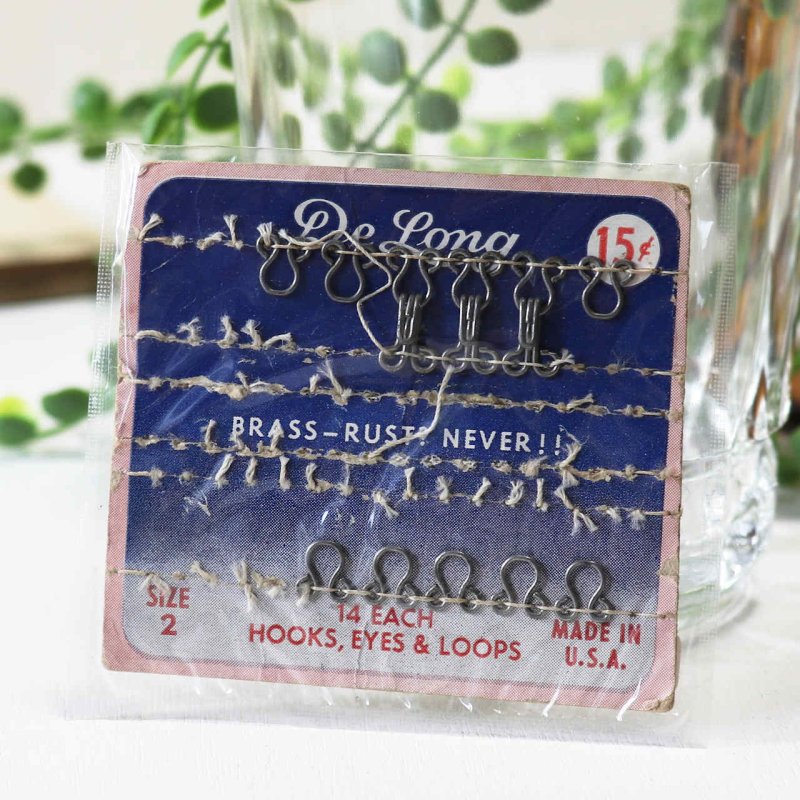 De Long
15¢
BRASS–RUST? NEVER!!
SIZE
2
14 EACH
HOOKS, EYES & LOOPS
MADE IN
U.S.A.